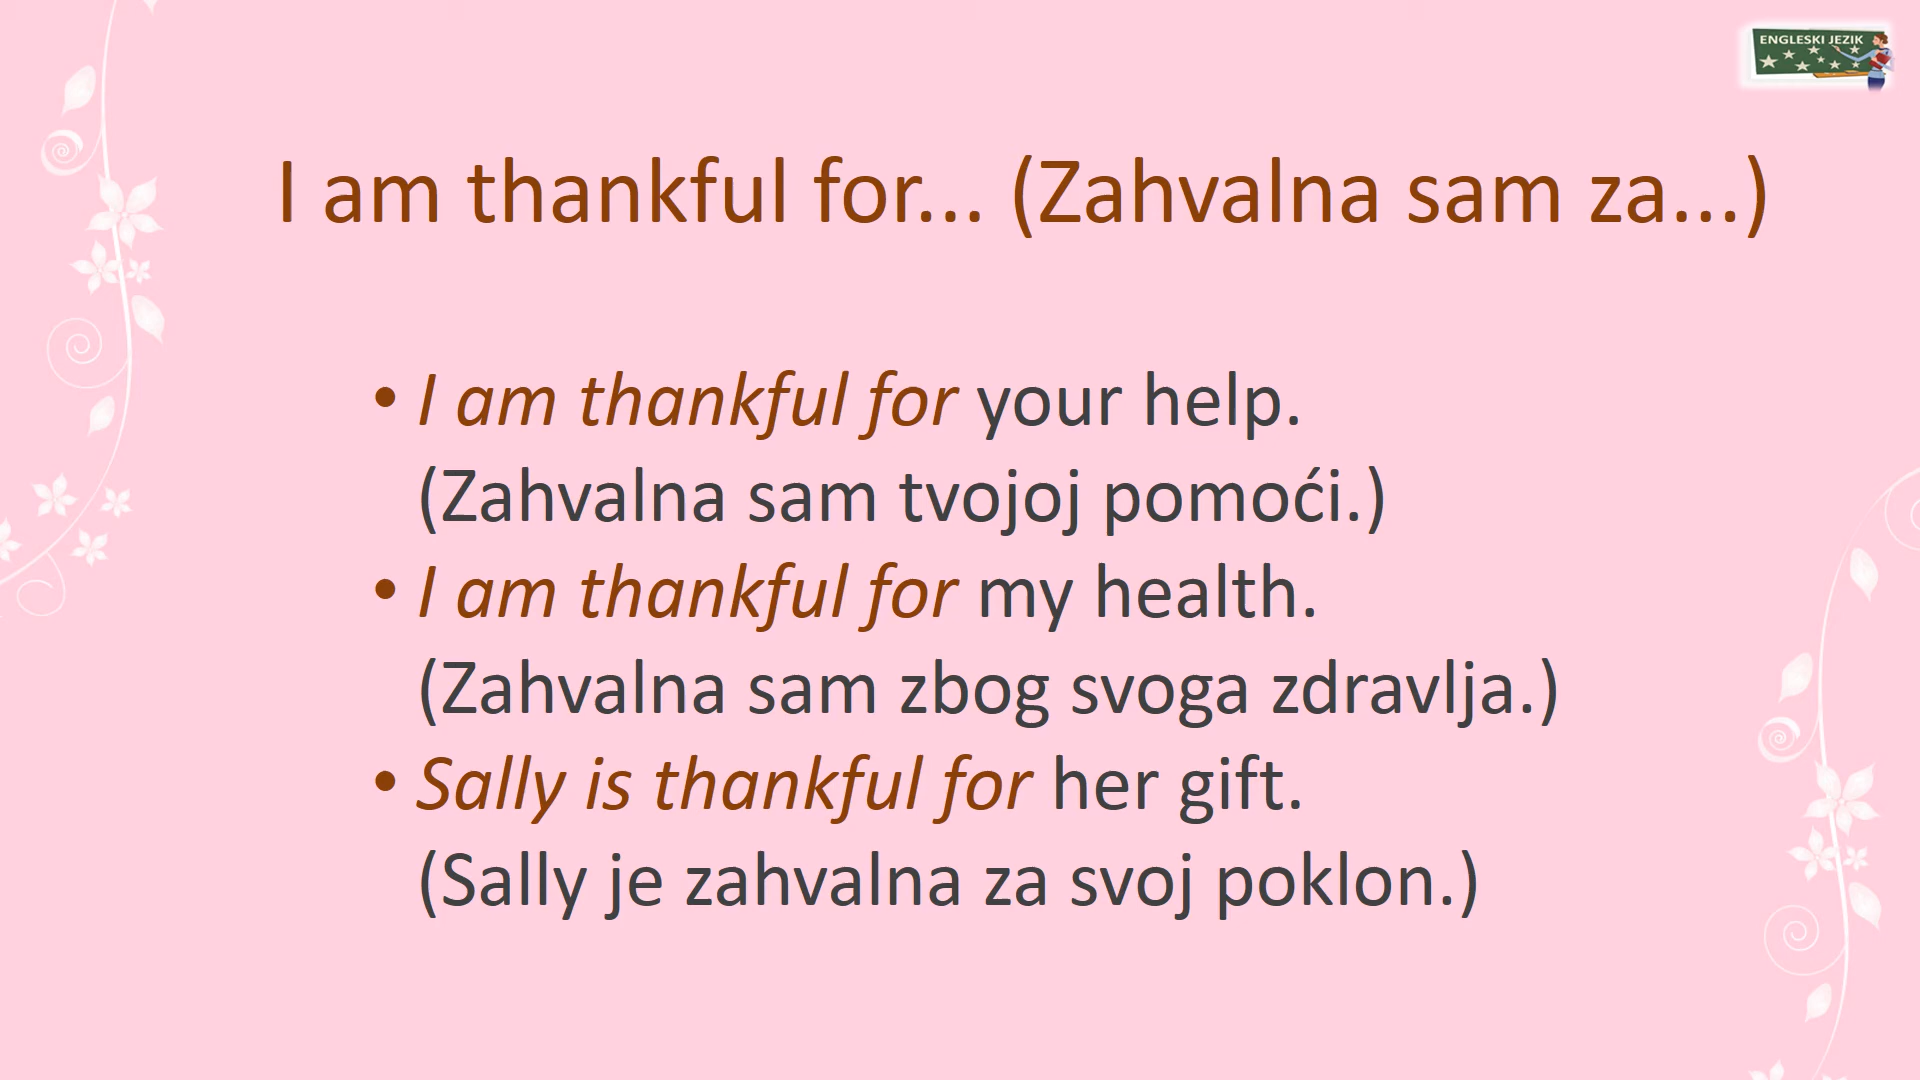 ENGLESKI JEZIK
I am thankful for... (Zahvalna sam za...)
• I am thankful for your help.
(Zahvalna sam tvojoj pomoći.)
• I am thankful for my health.
(Zahvalna sam zbog svoga zdravlja.)
• Sally is thankful for her gift.
(Sally je zahvalna za svoj poklon.)